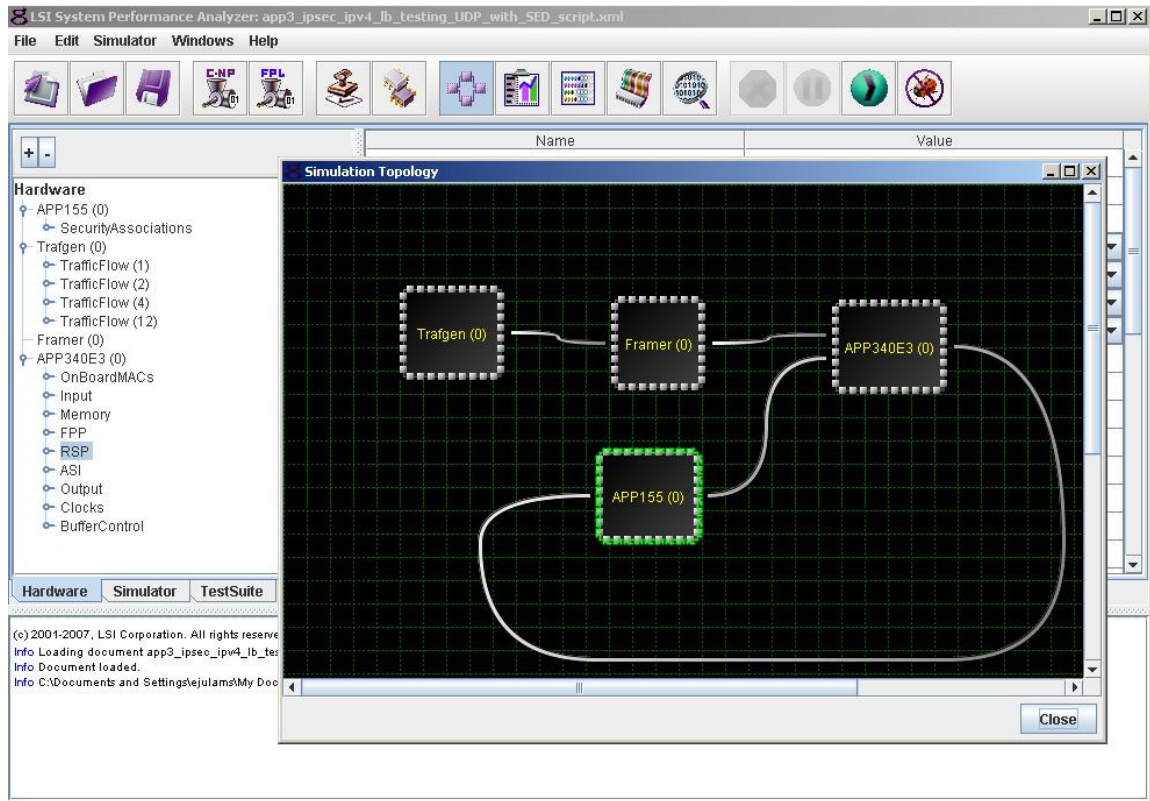 LSI System Performance Analyzer: app3_ipsec_ipv4_lb_testing_UDP_with_SED_script.xml
File Edit Simulator Windows Help
C-NP FPL
Name Value
+ -
Simulation Topology
Hardware
APP155 (0)
SecurityAssociations
Trafgen (0)
TrafficFlow (1)
TrafficFlow (2)
TrafficFlow (4)
TrafficFlow (12)
Framer (0)
APP340E3 (0)
OnBoardMACs
Input
Memory
FPP
RSP
ASI
Output
Clocks
BufferControl
Trafgen (0)
Framer (0)
APP340E3 (0)
APP155 (0)
Hardware Simulator TestSuite
(c) 2001-2007, LSI Corporation. All rights reserve
Info Loading document app3_ipsec_ipv4_lb_tes
Info Document loaded.
Info C:\Documents and Settings\ejulams\My Doc
Close